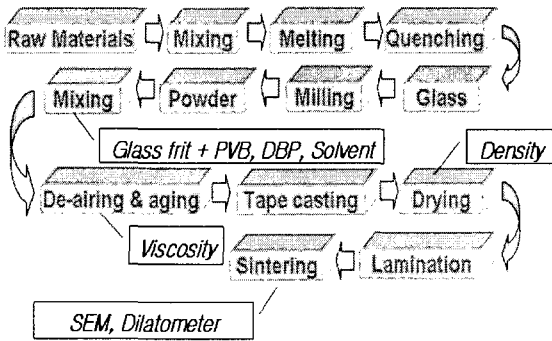 Raw Materials Mixing Melting Quenching
Mixing Powder Milling Glass
Glass frit + PVB, DBP, Solvent
Density
De-airing & aging Tape casting Drying
Viscosity
Sintering Lamination
SEM, Dilatometer